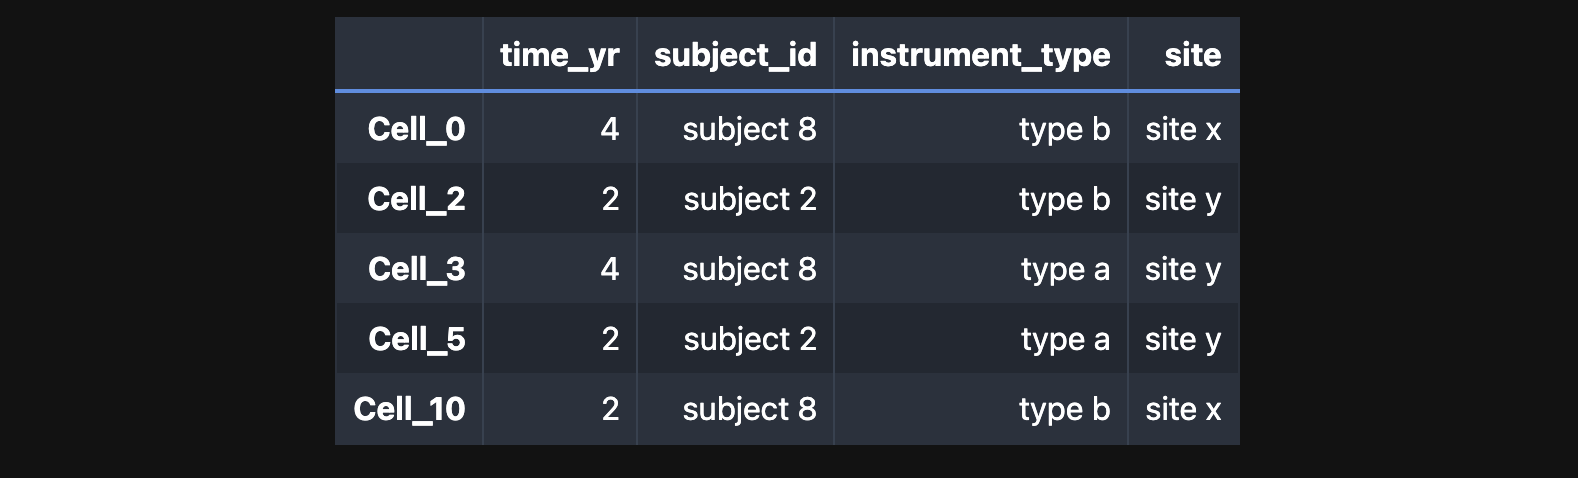 time_yr subject_id instrument_type site
Cell_0 4 subject 8 type b site x
Cell_2 2 subject 2 type b site y
Cell_3 4 subject 8 type a site y
Cell_5 2 subject 2 type a site y
Cell_10 2 subject 8 type b site x